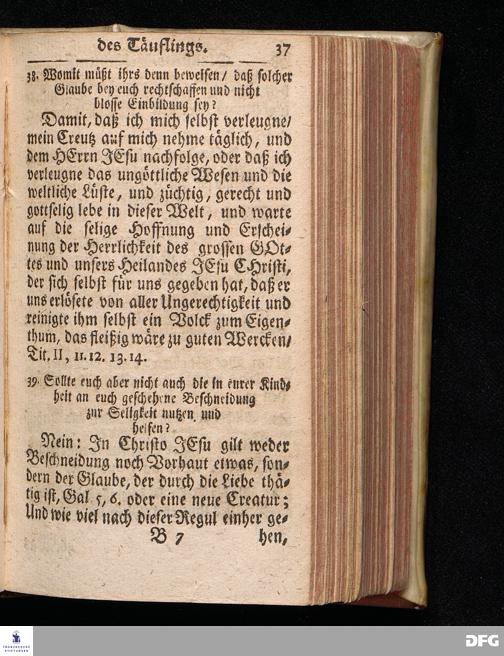 des Täuflings. 37
38. Womit müßt ihrs denn beweisen/ daß solcher
Glaube bey euch rechtschaffen und nicht
blosse Einbildung sey?
Damit, daß ich mich selbst verleugne/
mein Creutz auf mich nehme täglich, und
dem HErrn JEsu nachfolge, oder daß ich
verleugne das ungöttliche Wesen und die
weltliche Lüste, und züchtig, gerecht und
gottselig lebe in dieser Welt, und warte
auf die selige Hoffnung und Erschei-
nung der Herrlichkeit des grossen GOt-
tes und unsers Heilandes JEsu CHristi,
der sich selbst für uns gegeben hat, daß er
uns erlösete von aller Ungerechtigkeit und
reinigte ihm selbst ein Volck zum Eigen-
thum, das fleißig wäre zu guten Wercken/
Tit. II, 11. 12. 13. 14.
39. Sollte euch aber nicht auch die in eurer Kind-
heit an euch geschehene Beschneidung
zur Seligkeit nutzen und
helfen?
Nein: In Christo JEsu gilt weder
Beschneidung noch Vorhaut etwas, son-
dern der Glaube, der durch die Liebe thä-
tig ist, Gal 5, 6. oder eine neue Creatur;
Und wie viel nach dieser Regul einher ge-
B 7 hen,
FRANCKESCHE
STIFTUNGEN
DFG